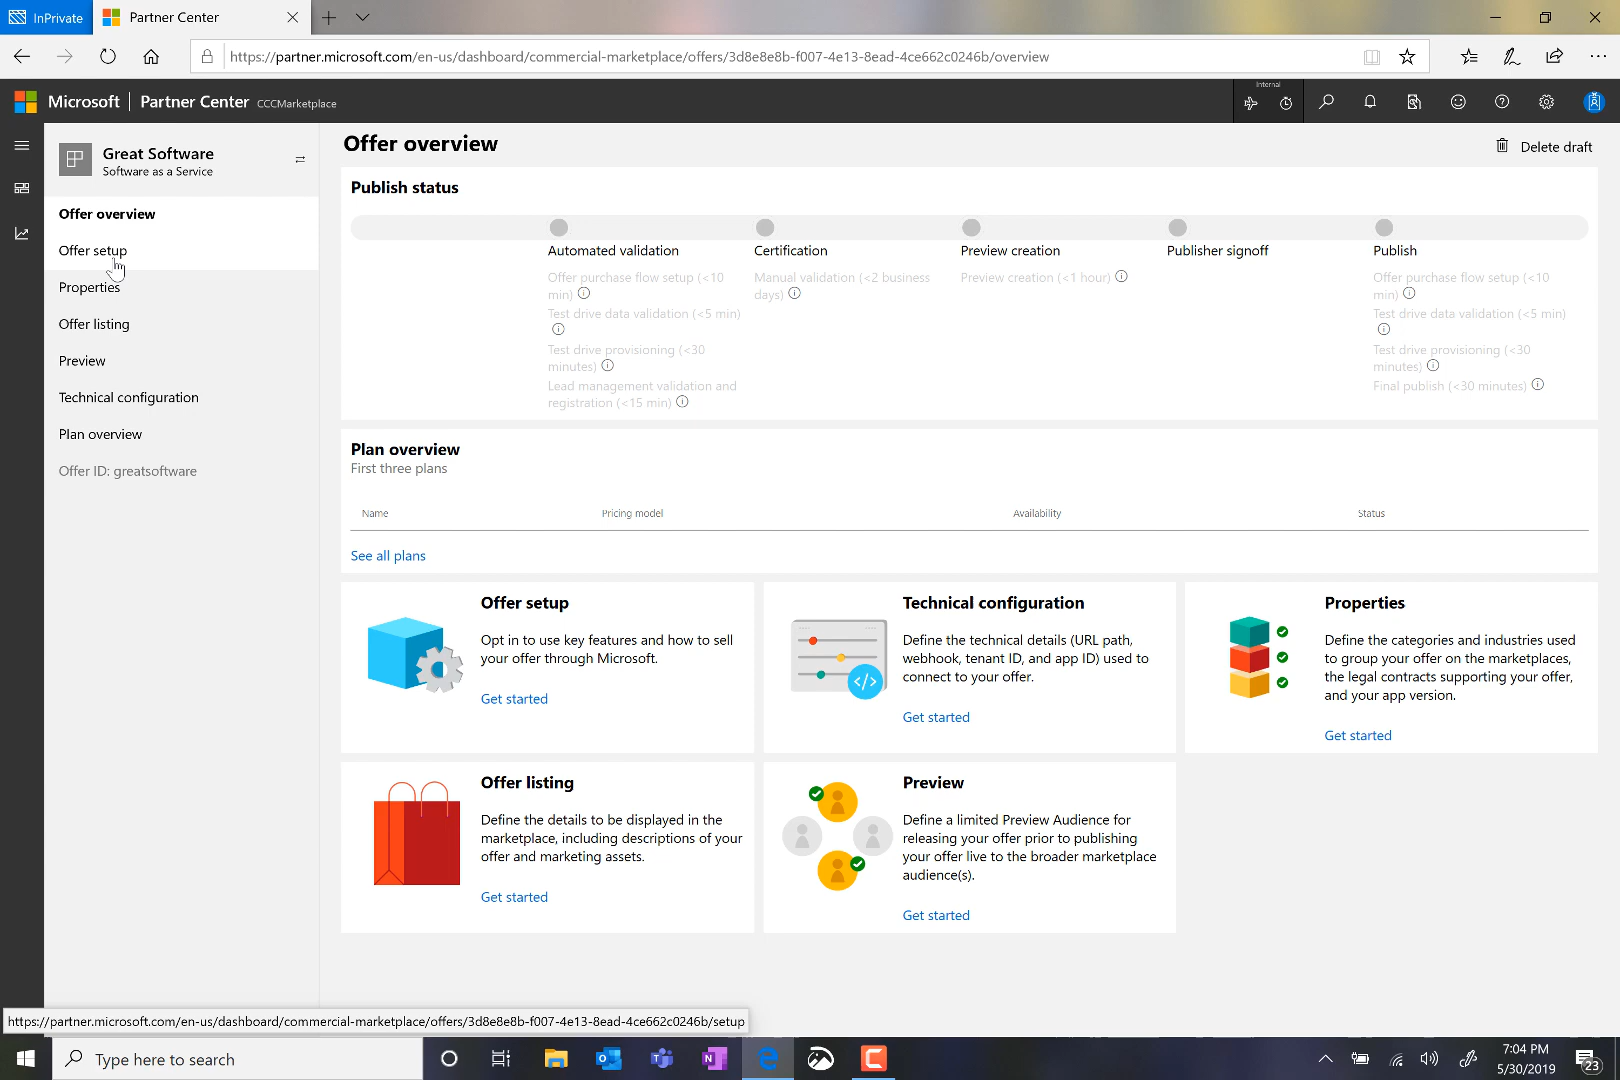 InPrivate
Partner Center
https://partner.microsoft.com/en-us/dashboard/commercial-marketplace/offers/3d8e8e8b-f007-4e13-8ead-4ce662c0246b/overview
Microsoft
Partner Center
CCCMarketplace
Internal
Great Software
Software as a Service
Offer overview
Offer setup
Properties
Offer listing
Preview
Technical configuration
Plan overview
Offer ID: greatsoftware
Offer overview
Delete draft
Publish status
Automated validation
Offer purchase flow setup (<10
min)
Test drive data validation (<5 min)
Test drive provisioning (<30
minutes)
Lead management validation and
registration (<15 min)
Certification
Manual validation (<2 business
days)
Preview creation
Preview creation (<1 hour)
Publisher signoff
Publish
Offer purchase flow setup (<10
min)
Test drive data validation (<5 min)
Test drive provisioning (<30
minutes)
Final publish (<30 minutes)
Plan overview
First three plans
Name
Pricing model
Availability
Status
See all plans
Offer setup
Opt in to use key features and how to sell
your offer through Microsoft.
Get started
Technical configuration
Define the technical details (URL path,
webhook, tenant ID, and app ID) used to
connect to your offer.
Get started
Properties
Define the categories and industries used
to group your offer on the marketplaces,
the legal contracts supporting your offer,
and your app version.
Get started
Offer listing
Define the details to be displayed in the
marketplace, including descriptions of your
offer and marketing assets.
Get started
Preview
Define a limited Preview Audience for
releasing your offer prior to publishing
your offer live to the broader marketplace
audience(s).
Get started
https://partner.microsoft.com/en-us/dashboard/commercial-marketplace/offers/3d8e8e8b-f007-4e13-8ead-4ce662c0246b/setup
Type here to search
7:04 PM
5/30/2019
23